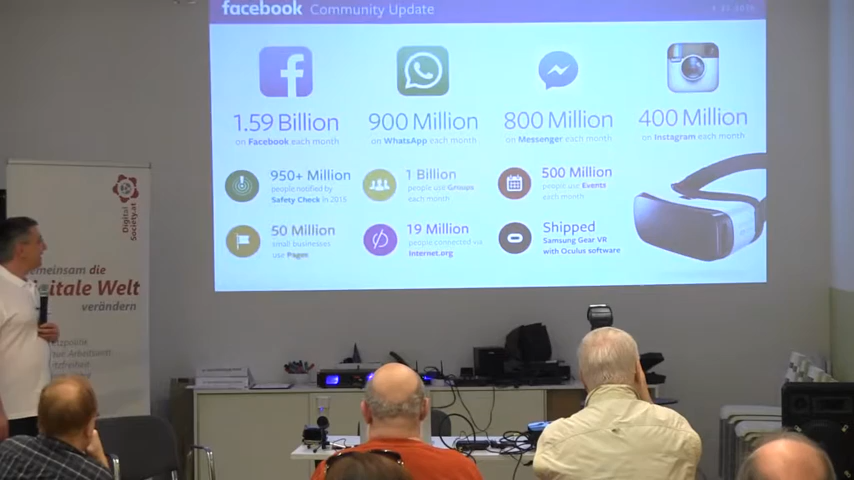 facebook Community Update
1.59 Billion
on Facebook each month
900 Million
on WhatsApp each month
800 Million
on Messenger each month
400 Million
on Instagram each month
950+ Million
people notified by
Safety Check in 2015
1 Billion
people use Groups
each month
500 Million
people use Events
each month
50 Million
small businesses
use Pages
19 Million
people connected via
Internet.org
Shipped
Samsung Gear VR
with Oculus software
Digital
Society.at
emeinsam die
itale Welt
verändern